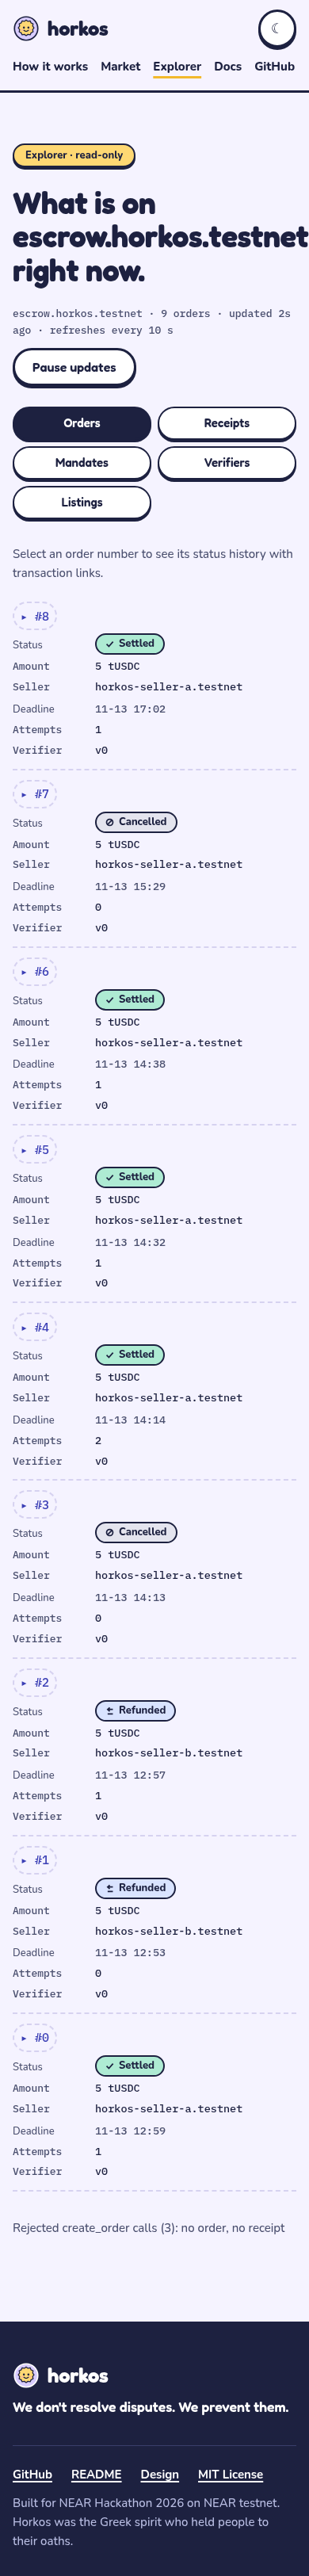 horkos
How it works Market Explorer Docs GitHub
Explorer · read-only
What is on
escrow.horkos.testnet
right now.
escrow.horkos.testnet · 9 orders · updated 2s
ago · refreshes every 10 s
Pause updates
Orders Receipts
Mandates Verifiers
Listings
Select an order number to see its status history with
transaction links.
▸ #8
Status ✓ Settled
Amount 5 tUSDC
Seller horkos-seller-a.testnet
Deadline 11-13 17:02
Attempts 1
Verifier v0
▸ #7
Status ⊘ Cancelled
Amount 5 tUSDC
Seller horkos-seller-a.testnet
Deadline 11-13 15:29
Attempts 0
Verifier v0
▸ #6
Status ✓ Settled
Amount 5 tUSDC
Seller horkos-seller-a.testnet
Deadline 11-13 14:38
Attempts 1
Verifier v0
▸ #5
Status ✓ Settled
Amount 5 tUSDC
Seller horkos-seller-a.testnet
Deadline 11-13 14:32
Attempts 1
Verifier v0
▸ #4
Status ✓ Settled
Amount 5 tUSDC
Seller horkos-seller-a.testnet
Deadline 11-13 14:14
Attempts 2
Verifier v0
▸ #3
Status ⊘ Cancelled
Amount 5 tUSDC
Seller horkos-seller-a.testnet
Deadline 11-13 14:13
Attempts 0
Verifier v0
▸ #2
Status Refunded
Amount 5 tUSDC
Seller horkos-seller-b.testnet
Deadline 11-13 12:57
Attempts 1
Verifier v0
▸ #1
Status Refunded
Amount 5 tUSDC
Seller horkos-seller-b.testnet
Deadline 11-13 12:53
Attempts 0
Verifier v0
▸ #0
Status ✓ Settled
Amount 5 tUSDC
Seller horkos-seller-a.testnet
Deadline 11-13 12:59
Attempts 1
Verifier v0
Rejected create_order calls (3): no order, no receipt
horkos
We don't resolve disputes. We prevent them.
GitHub README Design MIT License
Built for NEAR Hackathon 2026 on NEAR testnet.
Horkos was the Greek spirit who held people to
their oaths.